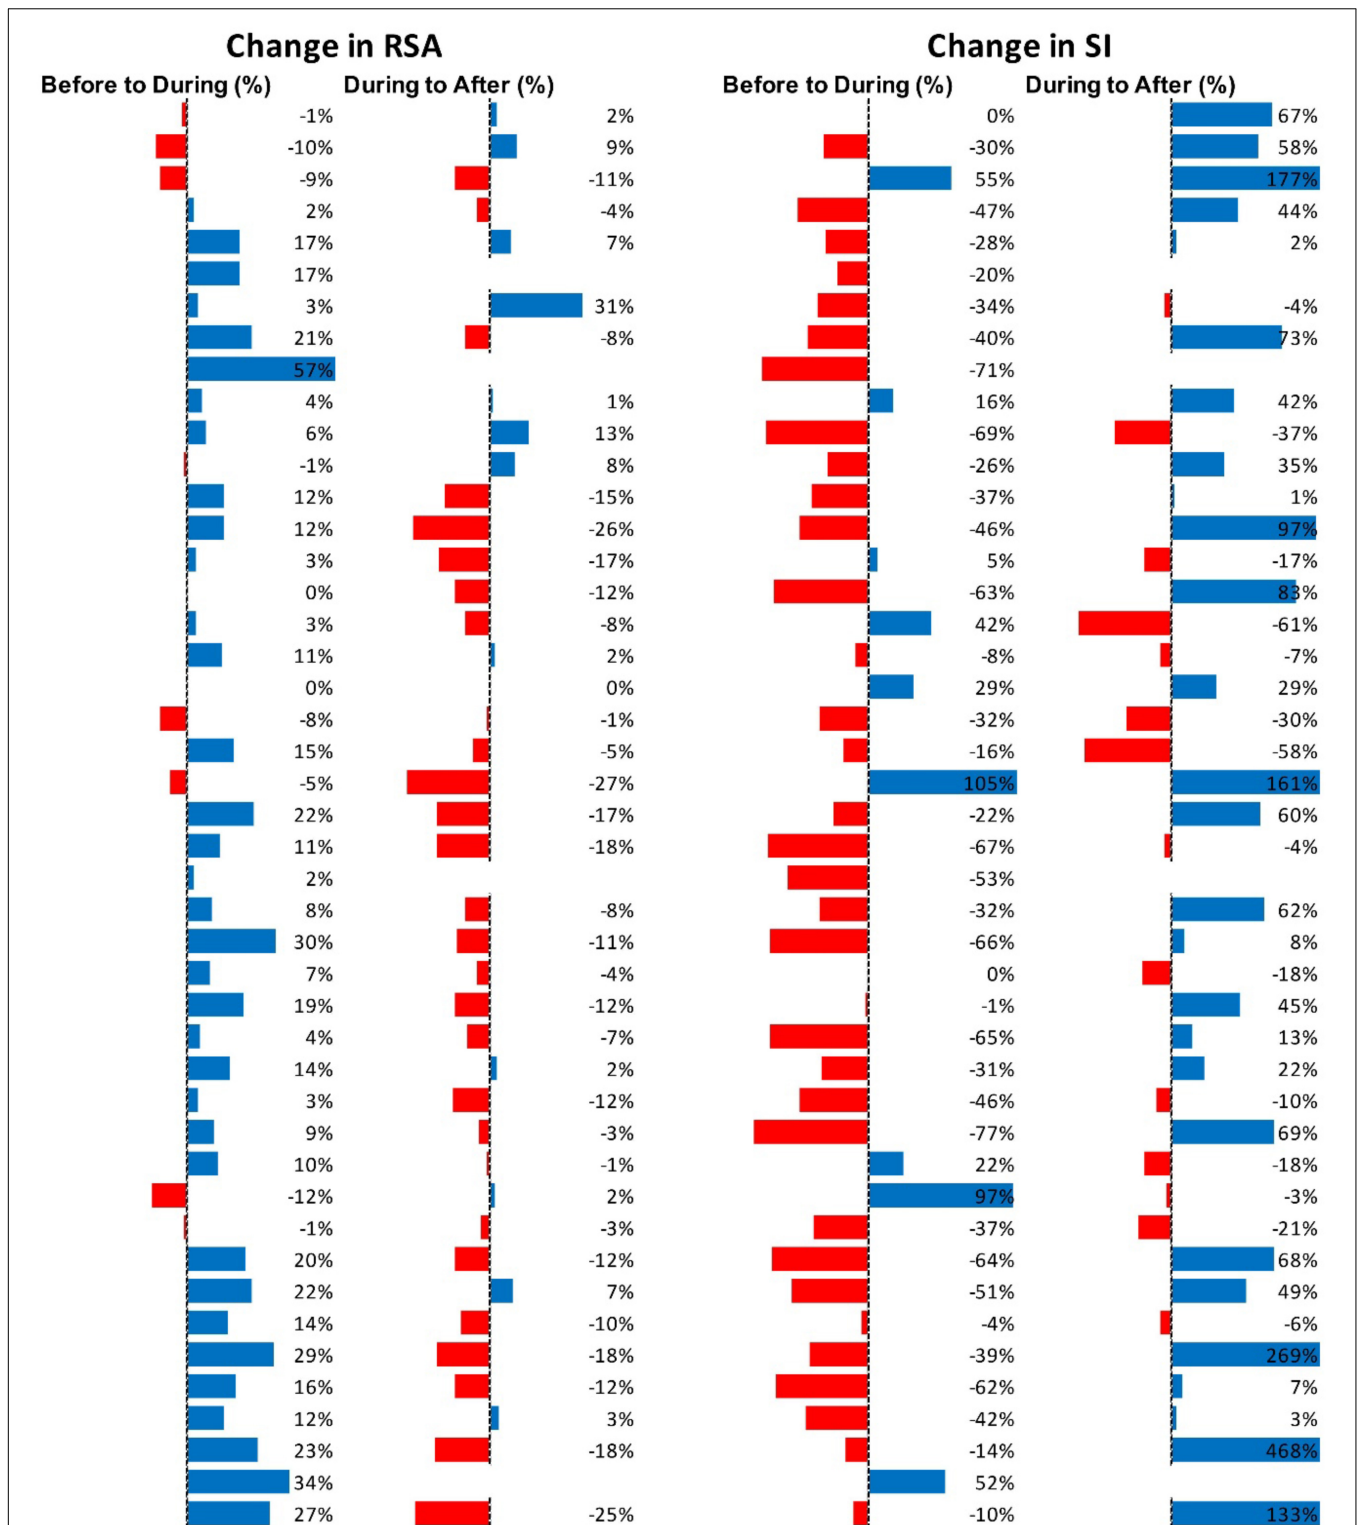 Change in RSA Change in SI
Before to During (%) During to After (%) Before to During (%) During to After (%)
-1% 2% 0% 67%
-10% 9% -30% 58%
-9% -11% 55% 177%
2% -4% -47% 44%
17% 7% -28% 2%
17% -20%
3% 31% -34% -4%
21% -8% -40% 73%
57% -71%
4% 1% 16% 42%
6% 13% -69% -37%
-1% 8% -26% 35%
12% -15% -37% 1%
12% -26% -46% 97%
3% -17% 5% -17%
0% -12% -63% 83%
3% -8% 42% -61%
11% 2% -8% -7%
0% 0% 29% 29%
-8% -1% -32% -30%
15% -5% -16% -58%
-5% -27% 105% 161%
22% -17% -22% 60%
11% -18% -67% -4%
2% -53%
8% -8% -32% 62%
30% -11% -66% 8%
7% -4% 0% -18%
19% -12% -1% 45%
4% -7% -65% 13%
14% 2% -31% 22%
3% -12% -46% -10%
9% -3% -77% 69%
10% -1% 22% -18%
-12% 2% 97% -3%
-1% -3% -37% -21%
20% -12% -64% 68%
22% 7% -51% 49%
14% -10% -4% -6%
29% -18% -39% 269%
16% -12% -62% 7%
12% 3% -42% 3%
23% -18% -14% 468%
34% 52%
27% -25% -10% 133%